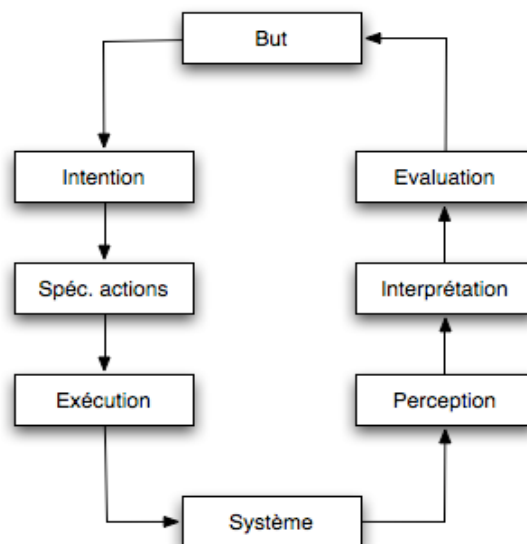 But
Intention
Evaluation
Spéc. actions
Interprétation
Exécution
Perception
Système